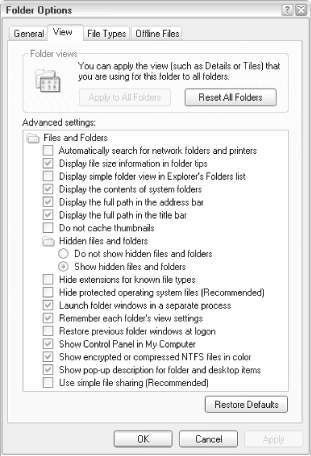 Folder Options
General View File Types Offline Files
Folder views
You can apply the view (such as Details or Tiles) that
you are using for this folder to all folders.
Apply to All Folders Reset All Folders
Advanced settings:
Files and Folders
Automatically search for network folders and printers
Display file size information in folder tips
Display simple folder view in Explorer's Folders list
Display the contents of system folders
Display the full path in the address bar
Display the full path in the title bar
Do not cache thumbnails
Hidden files and folders
Do not show hidden files and folders
Show hidden files and folders
Hide extensions for known file types
Hide protected operating system files (Recommended)
Launch folder windows in a separate process
Remember each folder's view settings
Restore previous folder windows at logon
Show Control Panel in My Computer
Show encrypted or compressed NTFS files in color
Show pop-up description for folder and desktop items
Use simple file sharing (Recommended)
Restore Defaults
OK Cancel Apply